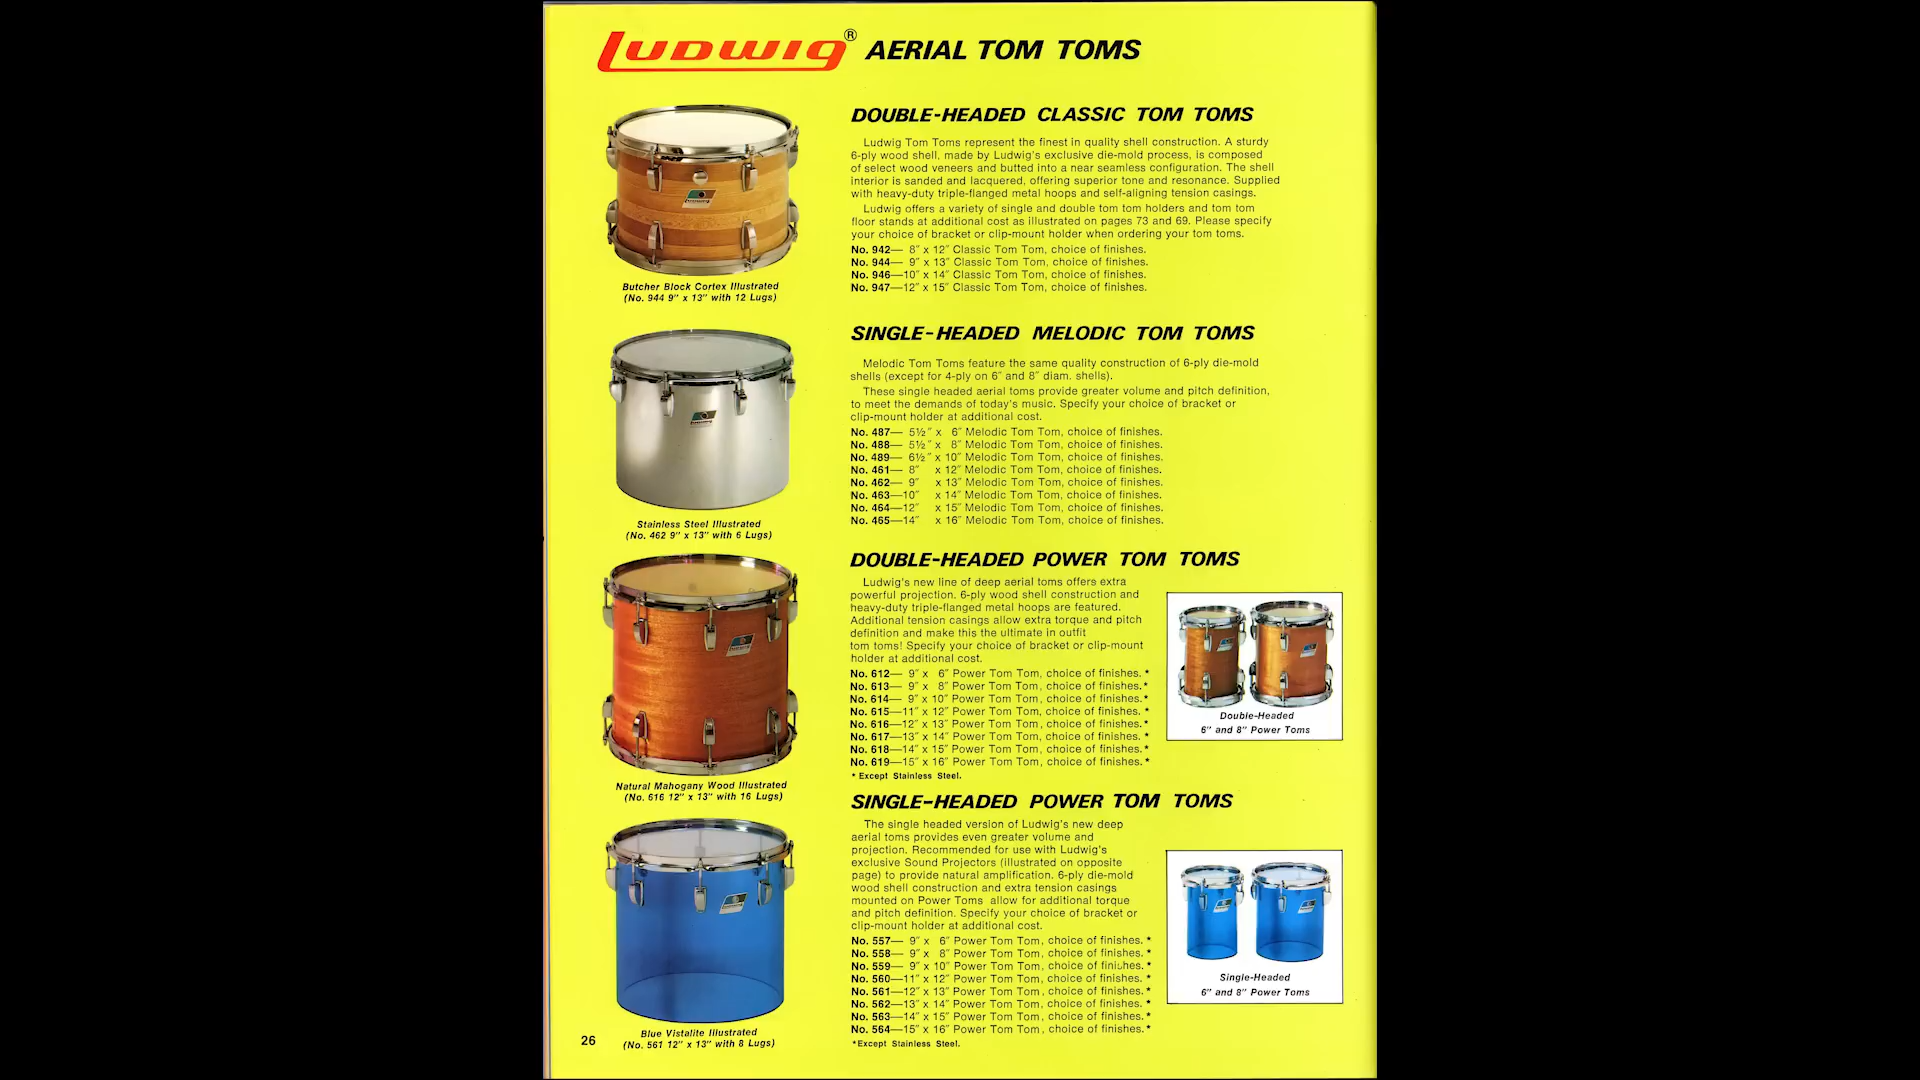 Ludwig® AERIAL TOM TOMS
DOUBLE-HEADED CLASSIC TOM TOMS
Ludwig Tom Toms represent the finest in quality shell construction. A sturdy
6-ply wood shell, made by Ludwig's exclusive die-mold process, is composed
of select wood veneers and butted into a near seamless configuration. The shell
interior is sanded and lacquered, offering superior tone and resonance. Supplied
with heavy-duty triple-flanged metal hoops and self-aligning tension casings.
Ludwig offers a variety of single and double tom tom holders and tom tom
floor stands at additional cost as illustrated on pages 73 and 69. Please specify
your choice of bracket or clip-mount holder when ordering your tom toms.
No. 942— 8" x 12" Classic Tom Tom, choice of finishes.
No. 944— 9" x 13" Classic Tom Tom, choice of finishes.
No. 946—10" x 14" Classic Tom Tom, choice of finishes.
No. 947—12" x 15" Classic Tom Tom, choice of finishes.
Butcher Block Cortex Illustrated
(No. 944 9" x 13" with 12 Lugs)
SINGLE-HEADED MELODIC TOM TOMS
Melodic Tom Toms feature the same quality construction of 6-ply die-mold
shells (except for 4-ply on 6" and 8" diam. shells).
These single headed aerial toms provide greater volume and pitch definition,
to meet the demands of today's music. Specify your choice of bracket or
clip-mount holder at additional cost.
No. 487— 5½" x 6" Melodic Tom Tom, choice of finishes.
No. 488— 5½" x 8" Melodic Tom Tom, choice of finishes.
No. 489— 6½" x 10" Melodic Tom Tom, choice of finishes.
No. 461— 8" x 12" Melodic Tom Tom, choice of finishes.
No. 462— 9" x 13" Melodic Tom Tom, choice of finishes.
No. 463—10" x 14" Melodic Tom Tom, choice of finishes.
No. 464—12" x 15" Melodic Tom Tom, choice of finishes.
No. 465—14" x 16" Melodic Tom Tom, choice of finishes.
Stainless Steel Illustrated
(No. 462 9" x 13" with 6 Lugs)
DOUBLE-HEADED POWER TOM TOMS
Ludwig's new line of deep aerial toms offers extra
powerful projection. 6-ply wood shell construction and
heavy-duty triple-flanged metal hoops are featured.
Additional tension casings allow extra torque and pitch
definition and make this the ultimate in outfit
tom toms! Specify your choice of bracket or clip-mount
holder at additional cost.
No. 612— 9" x 6" Power Tom Tom, choice of finishes.*
No. 613— 9" x 8" Power Tom Tom, choice of finishes.*
No. 614— 9" x 10" Power Tom Tom, choice of finishes.*
No. 615—11" x 12" Power Tom Tom, choice of finishes.*
No. 616—12" x 13" Power Tom Tom, choice of finishes.*
No. 617—13" x 14" Power Tom Tom, choice of finishes.*
No. 618—14" x 15" Power Tom Tom, choice of finishes.*
No. 619—15" x 16" Power Tom Tom, choice of finishes.*
* Except Stainless Steel.
Double-Headed
6" and 8" Power Toms
Natural Mahogany Wood Illustrated
(No. 616 12" x 13" with 16 Lugs)
SINGLE-HEADED POWER TOM TOMS
The single headed version of Ludwig's new deep
aerial toms provides even greater volume and
projection. Recommended for use with Ludwig's
exclusive Sound Projectors (illustrated on opposite
page) to provide natural amplification. 6-ply die-mold
wood shell construction and extra tension casings
mounted on Power Toms allow for additional torque
and pitch definition. Specify your choice of bracket or
clip-mount holder at additional cost.
No. 557— 9" x 6" Power Tom Tom, choice of finishes.*
No. 558— 9" x 8" Power Tom Tom, choice of finishes.*
No. 559— 9" x 10" Power Tom Tom, choice of finishes.*
No. 560—11" x 12" Power Tom Tom, choice of finishes.*
No. 561—12" x 13" Power Tom Tom, choice of finishes.*
No. 562—13" x 14" Power Tom Tom, choice of finishes.*
No. 563—14" x 15" Power Tom Tom, choice of finishes.*
No. 564—15" x 16" Power Tom Tom, choice of finishes.*
*Except Stainless Steel.
Single-Headed
6" and 8" Power Toms
Blue Vistalite Illustrated
(No. 561 12" x 13" with 8 Lugs)
26